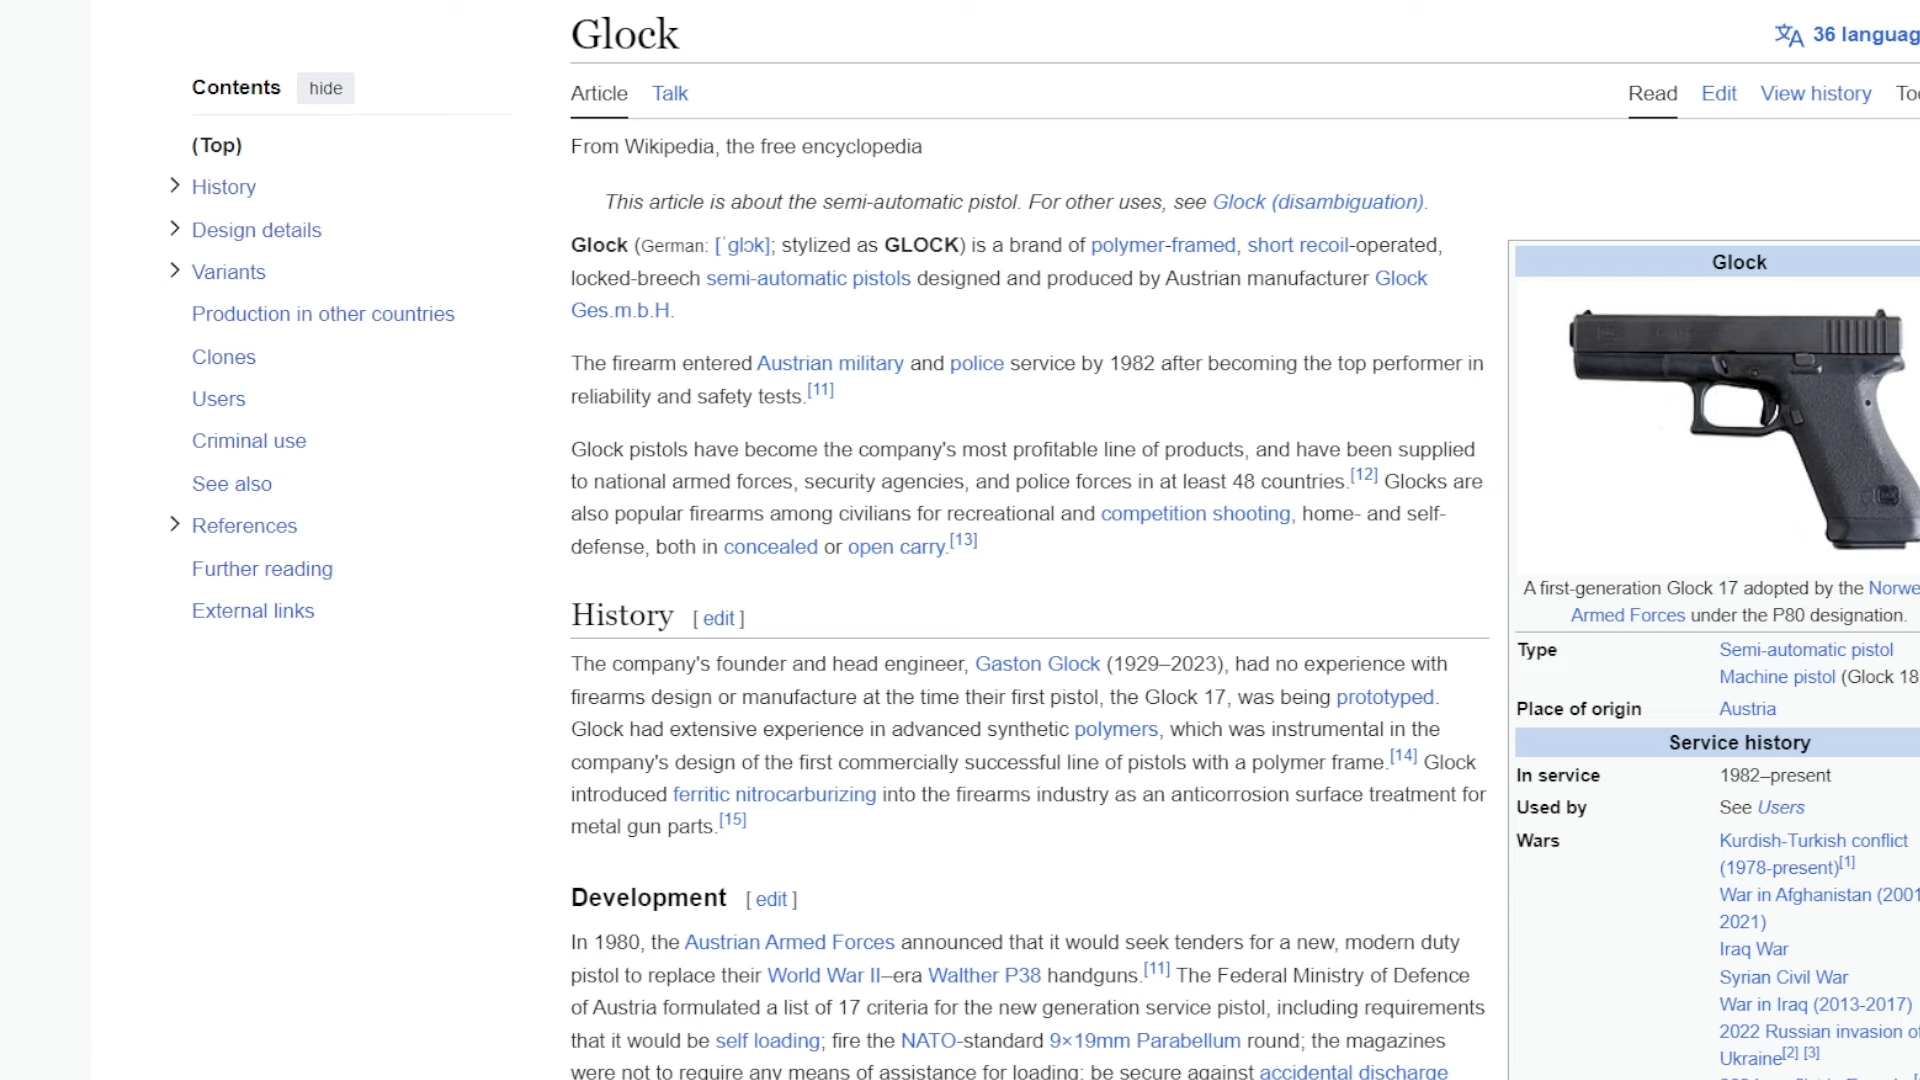 Glock
36 languag
Contents hide
Article Talk
Read Edit View history Too
(Top)
From Wikipedia, the free encyclopedia
History
This article is about the semi-automatic pistol. For other uses, see Glock (disambiguation).
Design details
Variants
Production in other countries
Clones
Users
Criminal use
See also
References
Further reading
External links
Glock (German: [ˈɡlɔk]; stylized as GLOCK) is a brand of polymer-framed, short recoil-operated,
locked-breech semi-automatic pistols designed and produced by Austrian manufacturer Glock
Ges.m.b.H.
The firearm entered Austrian military and police service by 1982 after becoming the top performer in
reliability and safety tests.[11]
Glock pistols have become the company's most profitable line of products, and have been supplied
to national armed forces, security agencies, and police forces in at least 48 countries.[12] Glocks are
also popular firearms among civilians for recreational and competition shooting, home- and self-
defense, both in concealed or open carry.[13]
History [ edit ]
The company's founder and head engineer, Gaston Glock (1929–2023), had no experience with
firearms design or manufacture at the time their first pistol, the Glock 17, was being prototyped.
Glock had extensive experience in advanced synthetic polymers, which was instrumental in the
company's design of the first commercially successful line of pistols with a polymer frame.[14] Glock
introduced ferritic nitrocarburizing into the firearms industry as an anticorrosion surface treatment for
metal gun parts.[15]
Development [ edit ]
In 1980, the Austrian Armed Forces announced that it would seek tenders for a new, modern duty
pistol to replace their World War II–era Walther P38 handguns.[11] The Federal Ministry of Defence
of Austria formulated a list of 17 criteria for the new generation service pistol, including requirements
that it would be self loading; fire the NATO-standard 9×19mm Parabellum round; the magazines
were not to require any means of assistance for loading; be secure against accidental discharge
Glock
A first-generation Glock 17 adopted by the Norwe
Armed Forces under the P80 designation.
Type Semi-automatic pistol
Machine pistol (Glock 18
Place of origin Austria
Service history
In service 1982–present
Used by See Users
Wars Kurdish-Turkish conflict
(1978-present)[1]
War in Afghanistan (2001
2021)
Iraq War
Syrian Civil War
War in Iraq (2013-2017)
2022 Russian invasion of
Ukraine[2] [3]